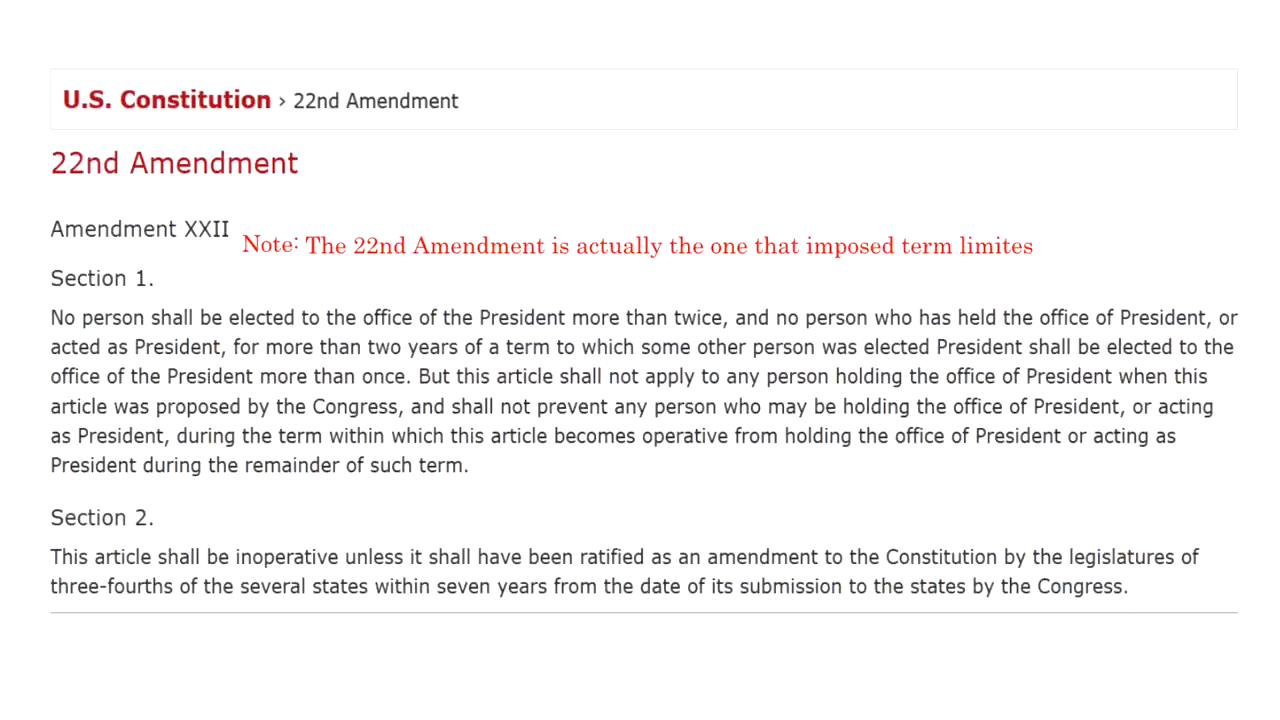 U.S. Constitution › 22nd Amendment
22nd Amendment
Amendment XXII
Note: The 22nd Amendment is actually the one that imposed term limites
Section 1.
No person shall be elected to the office of the President more than twice, and no person who has held the office of President, or
acted as President, for more than two years of a term to which some other person was elected President shall be elected to the
office of the President more than once. But this article shall not apply to any person holding the office of President when this
article was proposed by the Congress, and shall not prevent any person who may be holding the office of President, or acting
as President, during the term within which this article becomes operative from holding the office of President or acting as
President during the remainder of such term.
Section 2.
This article shall be inoperative unless it shall have been ratified as an amendment to the Constitution by the legislatures of
three-fourths of the several states within seven years from the date of its submission to the states by the Congress.